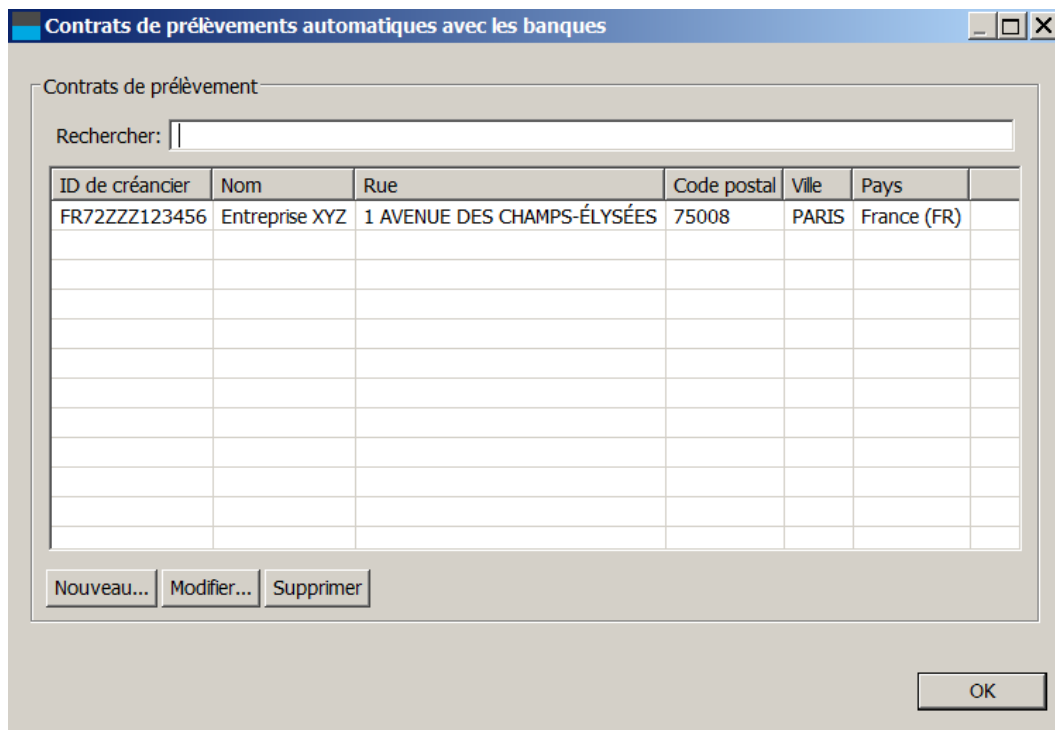 Contrats de prélèvements automatiques avec les banques
Contrats de prélèvement
Rechercher:
ID de créancier Nom Rue Code postal Ville Pays
FR72ZZZ123456 Entreprise XYZ 1 AVENUE DES CHAMPS-ÉLYSÉES 75008 PARIS France (FR)
Nouveau... Modifier... Supprimer
OK